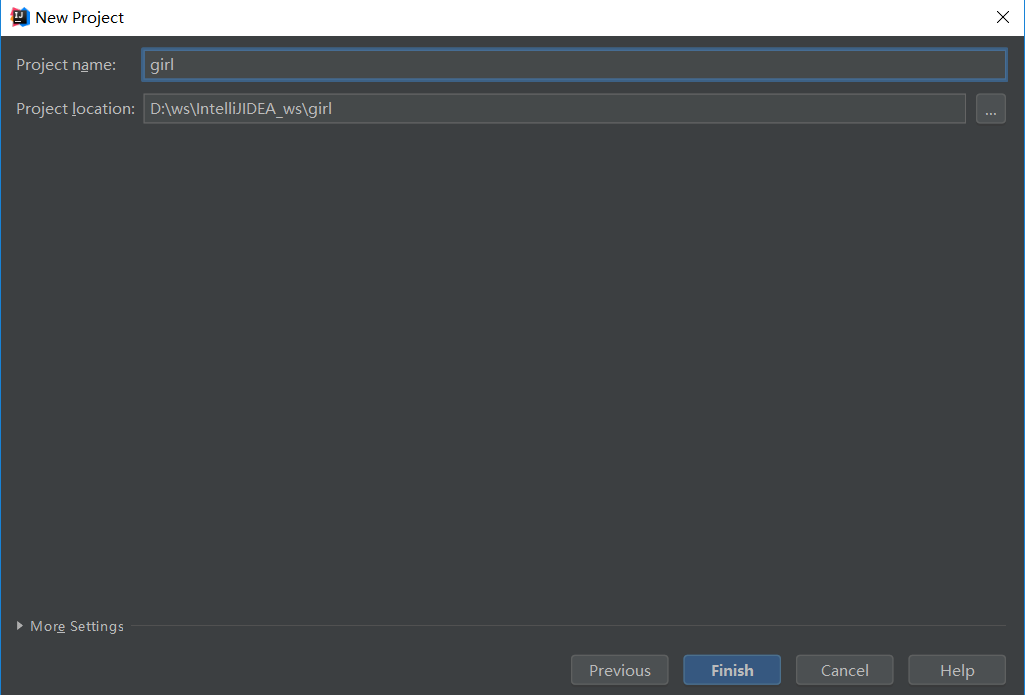 New Project
Project name: girl
Project location: D:\ws\IntelliJIDEA_ws\girl ...
More Settings
Previous Finish Cancel Help